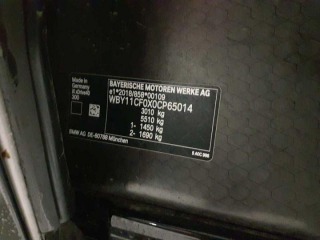 Made in
Germany
BAYERISCHE MOTOREN WERKE AG
e1*2018/858*00109
WBY11CF0X0CP65014
3010 kg
5510 kg
1- 1450 kg
2- 1690 kg
BMW AG DE-80788 München